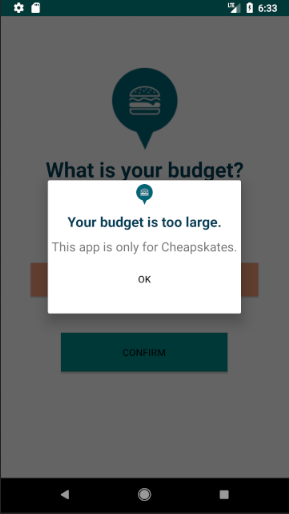 LTE 6:33
What is your budget?
Your budget is too large.
This app is only for Cheapskates.
OK
CONFIRM